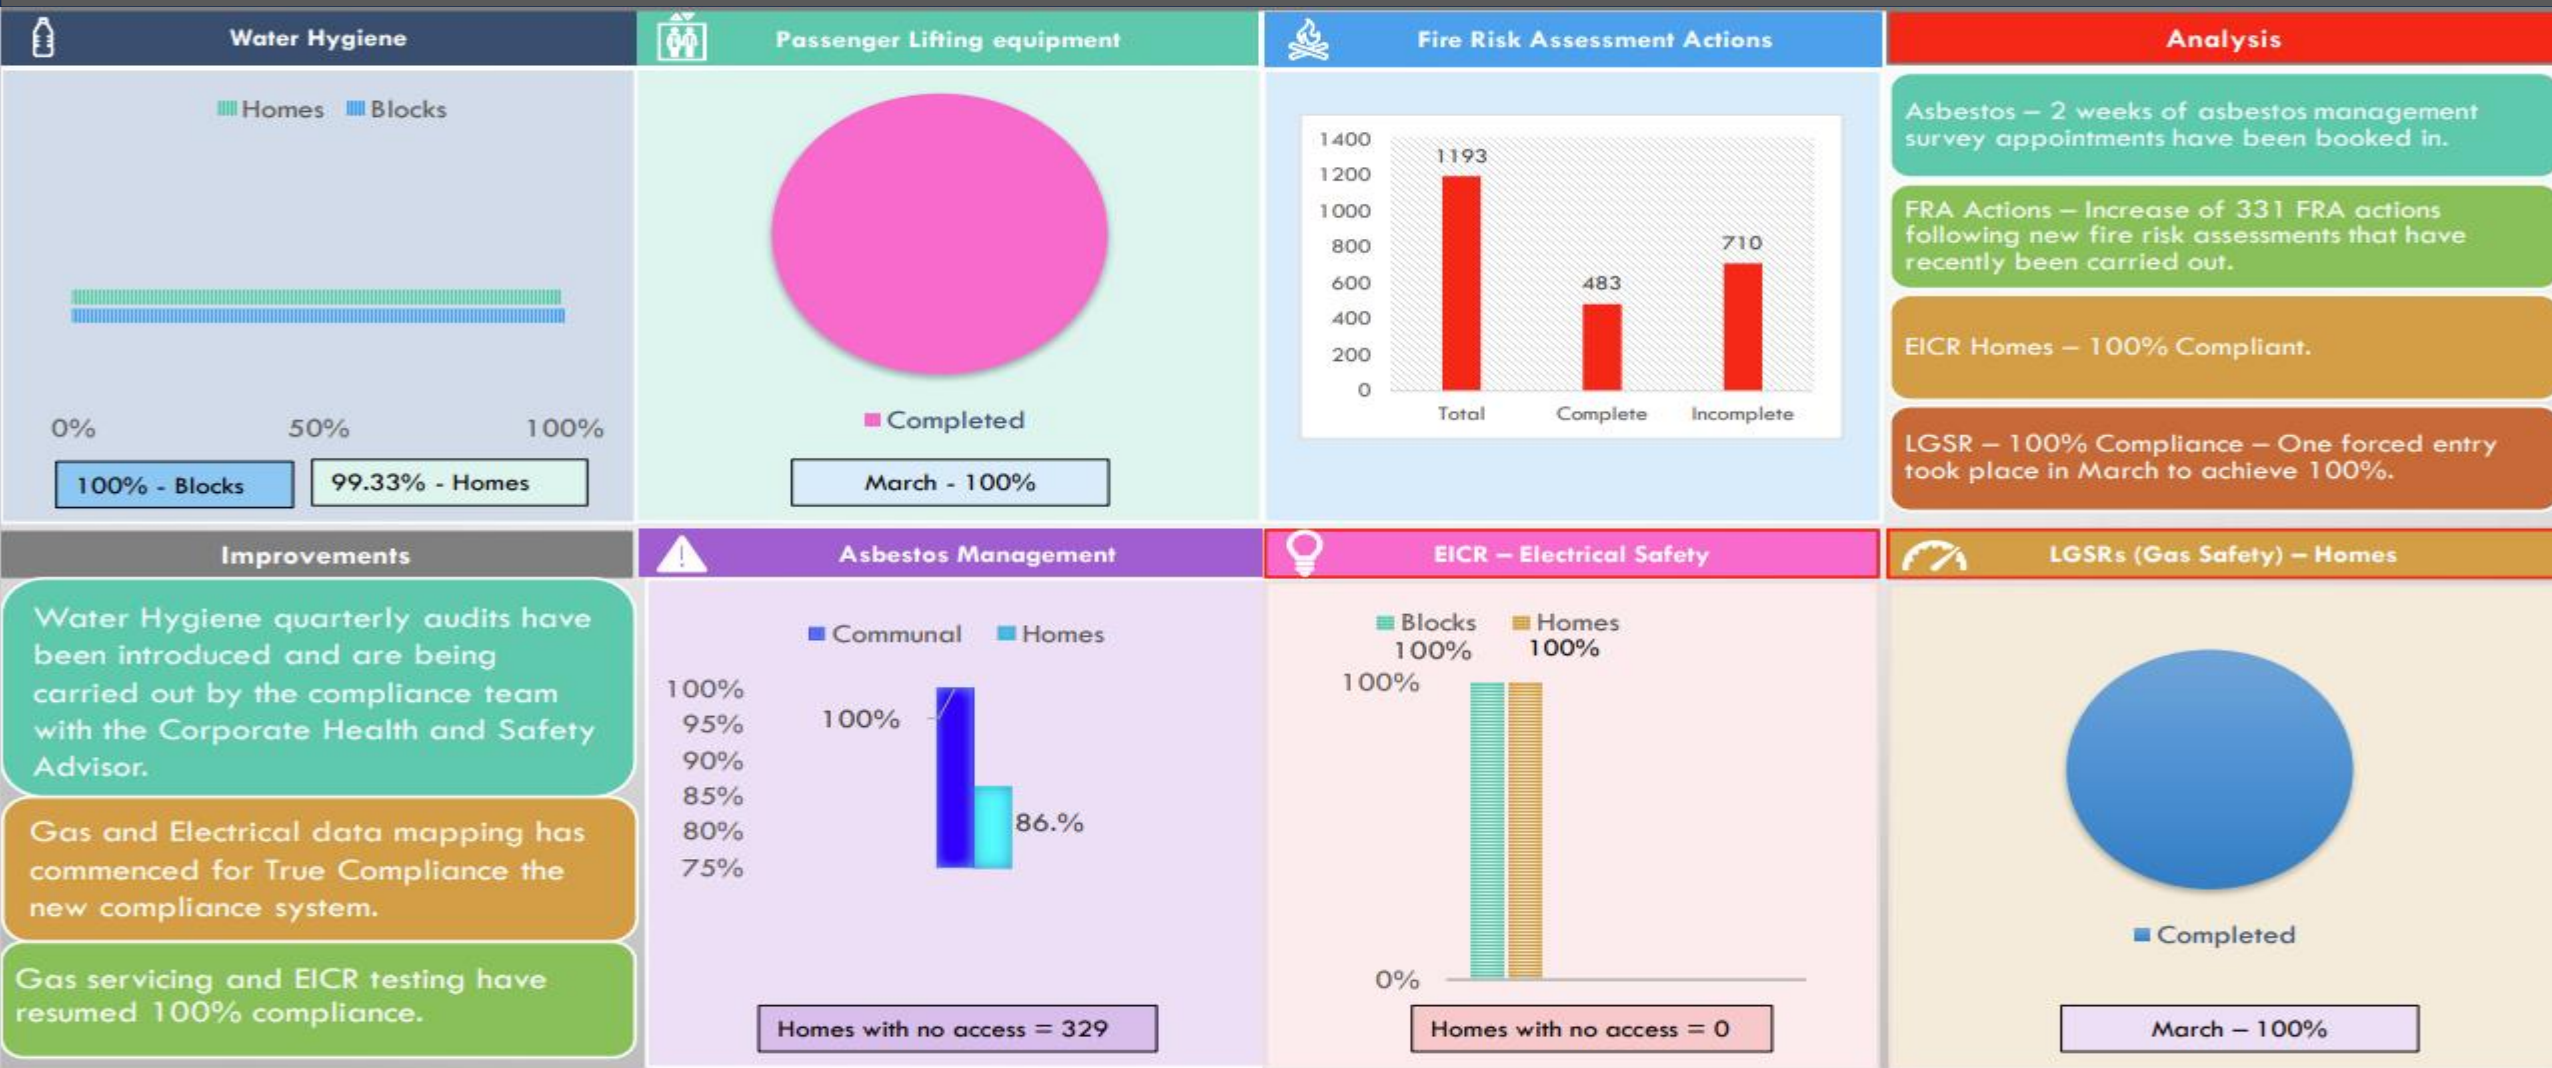 Water Hygiene
Homes Blocks
0% 50% 100%
100% - Blocks
99.33% - Homes
Passenger Lifting equipment
Completed
March - 100%
Fire Risk Assessment Actions
1400
1200
1000
800
600
400
200
0
1193
483
710
Total Complete Incomplete
Analysis
Asbestos – 2 weeks of asbestos management
survey appointments have been booked in.
FRA Actions – Increase of 331 FRA actions
following new fire risk assessments that have
recently been carried out.
EICR Homes – 100% Compliant.
LGSR – 100% Compliance – One forced entry
took place in March to achieve 100%.
Improvements
Water Hygiene quarterly audits have
been introduced and are being
carried out by the compliance team
with the Corporate Health and Safety
Advisor.
Gas and Electrical data mapping has
commenced for True Compliance the
new compliance system.
Gas servicing and EICR testing have
resumed 100% compliance.
Asbestos Management
Communal Homes
100%
95%
90%
85%
80%
75%
100%
86.%
Homes with no access = 329
EICR – Electrical Safety
Blocks Homes
100% 100%
100%
0%
Homes with no access = 0
LGSRs (Gas Safety) – Homes
Completed
March – 100%